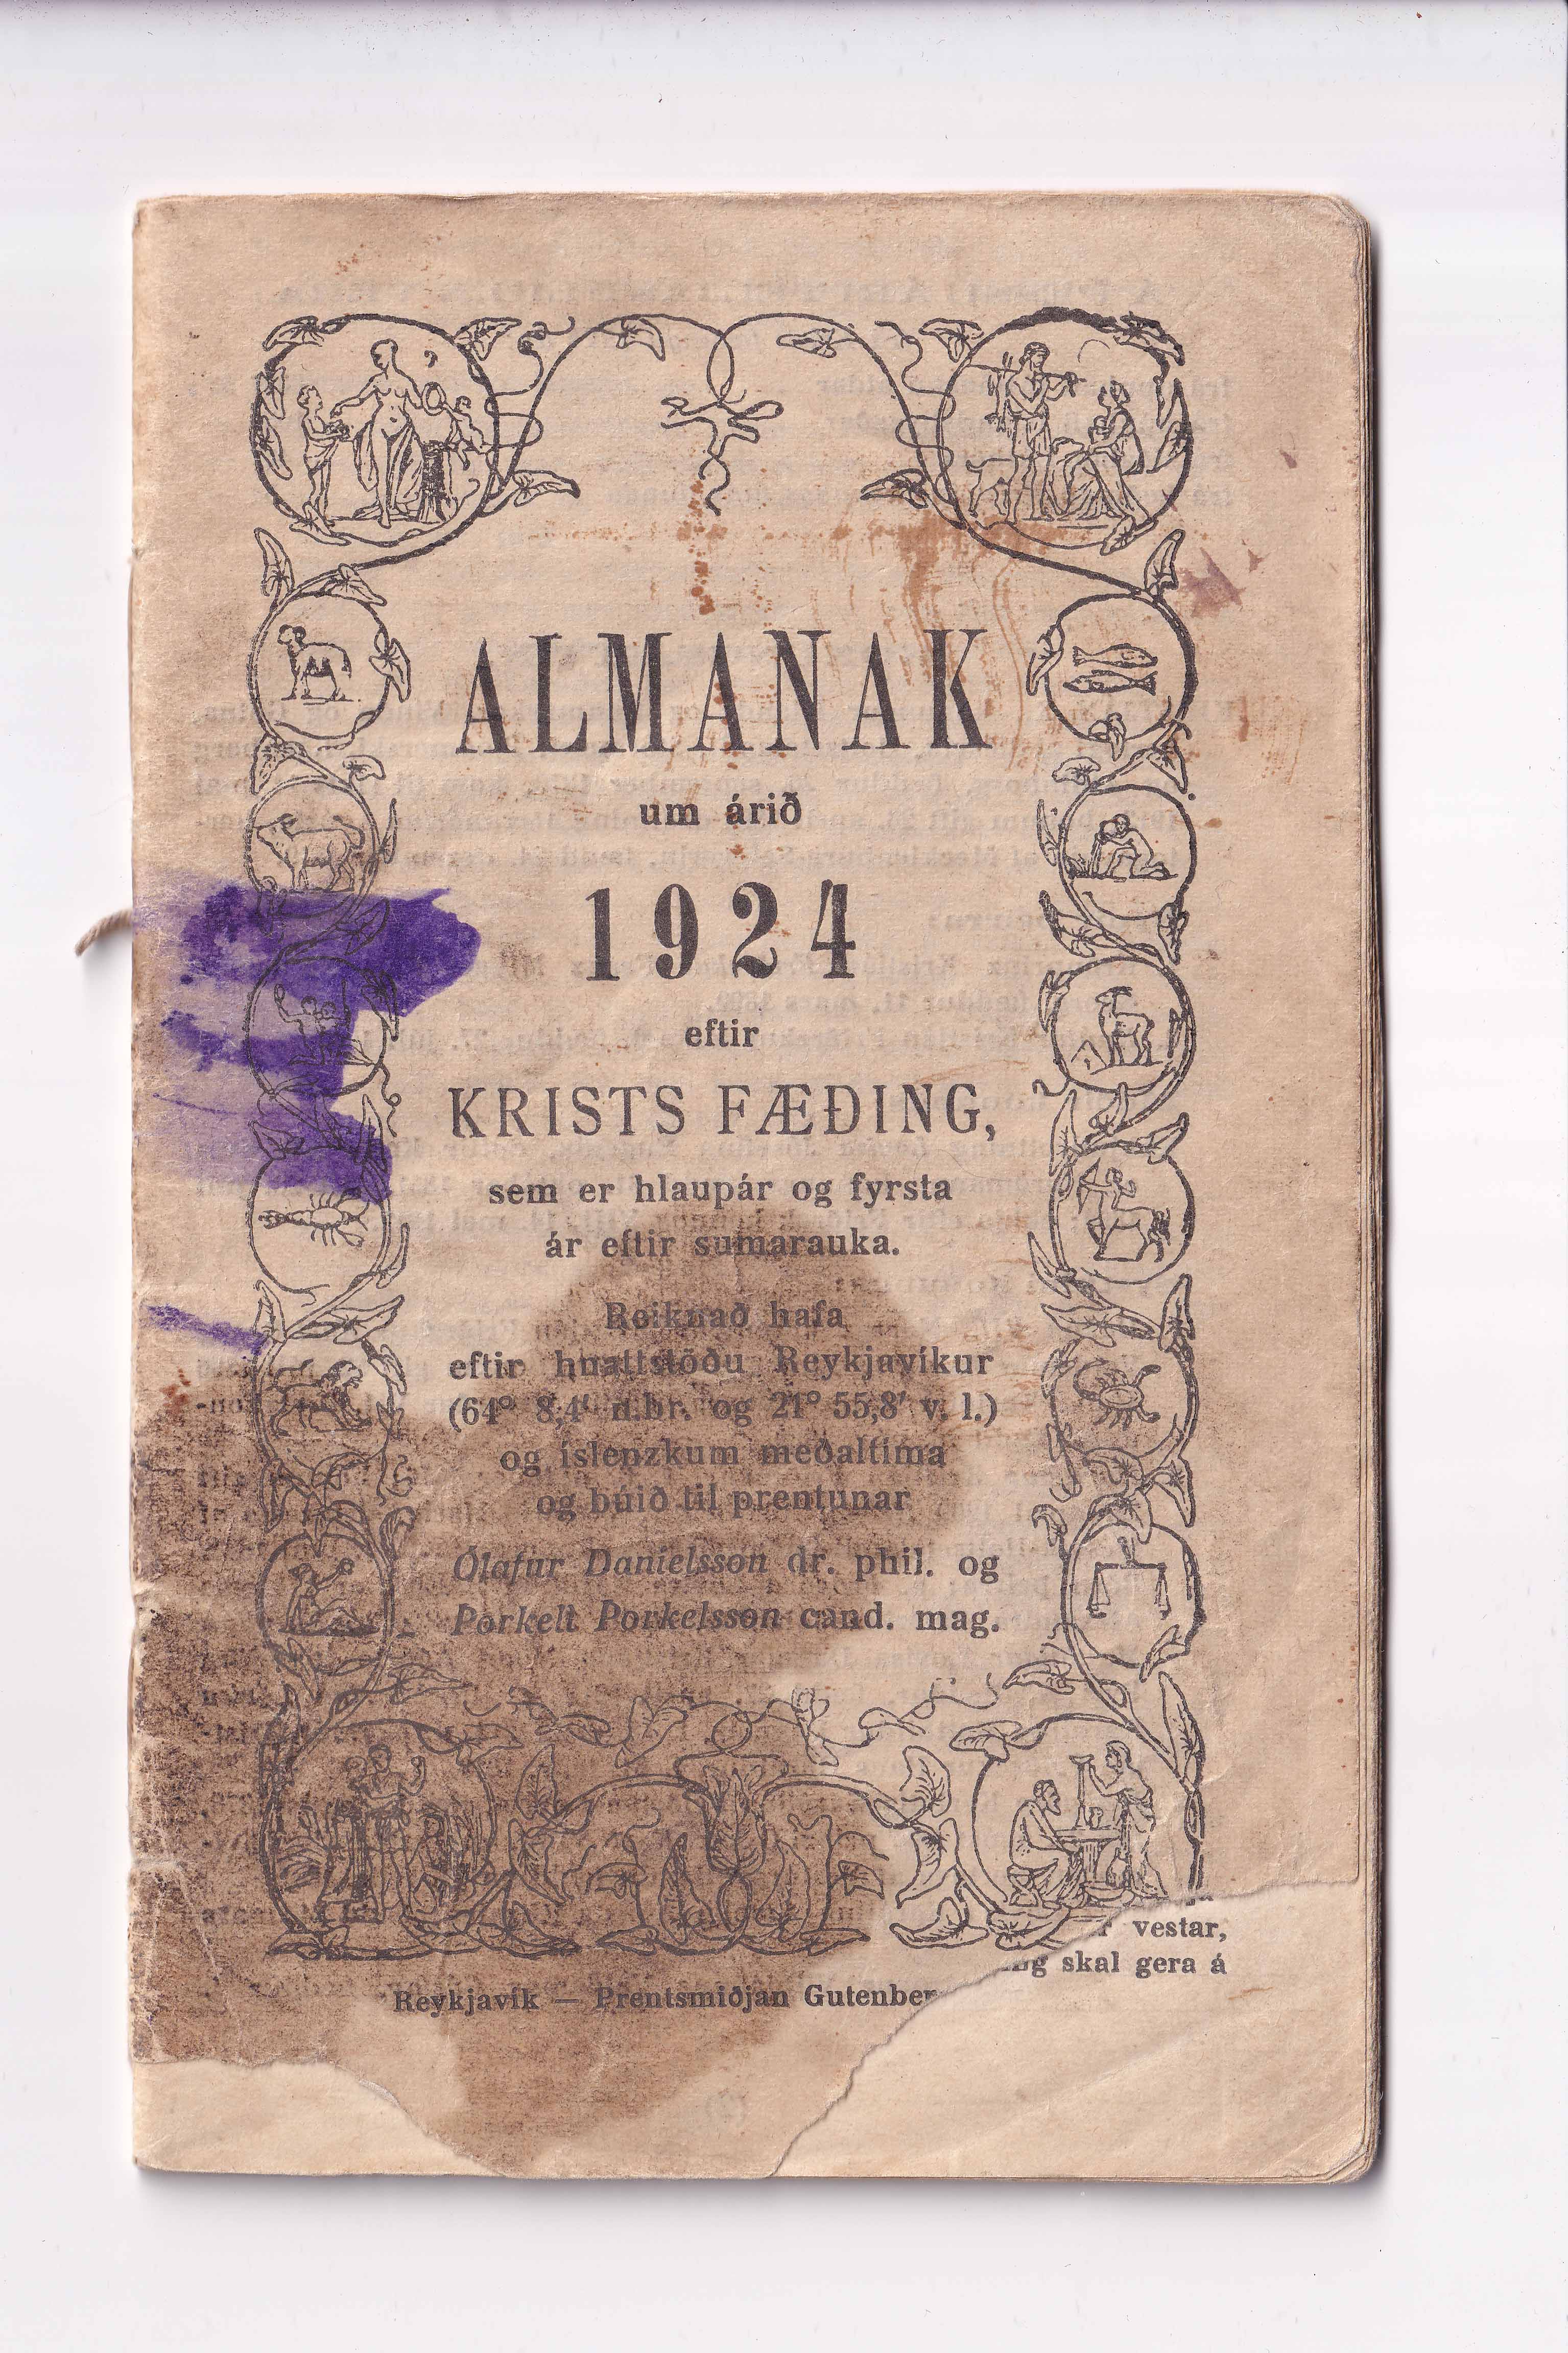 ALMANAK
um árið
1924
eftir
KRISTS FÆÐING,
sem er hlaupár og fyrsta
ár eftir sumarauka.
Reiknað hafa
eftir hnattstöðu Reykjavíkur
(64° 8,4' n.br. og 21° 55,8' v. l.)
og íslenzkum meðaltíma
og búið til prentunar
Ólafur Daníelsson dr. phil. og
Þorkell Þorkelsson cand. mag.
vestar,
skal gera á
Reykjavík — Prentsmiðjan Gutenber